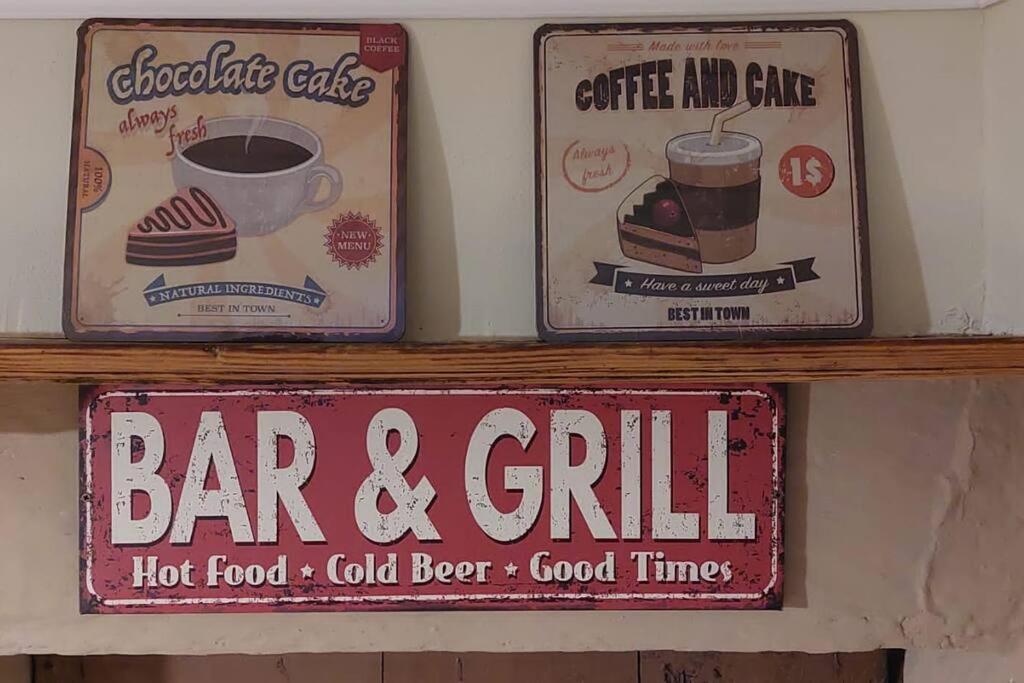 BLACK
COFFEE
chocolate cake
always
fresh
100%
NATURAL
NEW
MENU
NATURAL INGREDIENTS
BEST IN TOWN
Made with love
COFFEE AND CAKE
Always
fresh
1$
Have a sweet day
BEST IN TOWN
BAR & GRILL
Hot Food ★ Cold Beer ★ Good Times